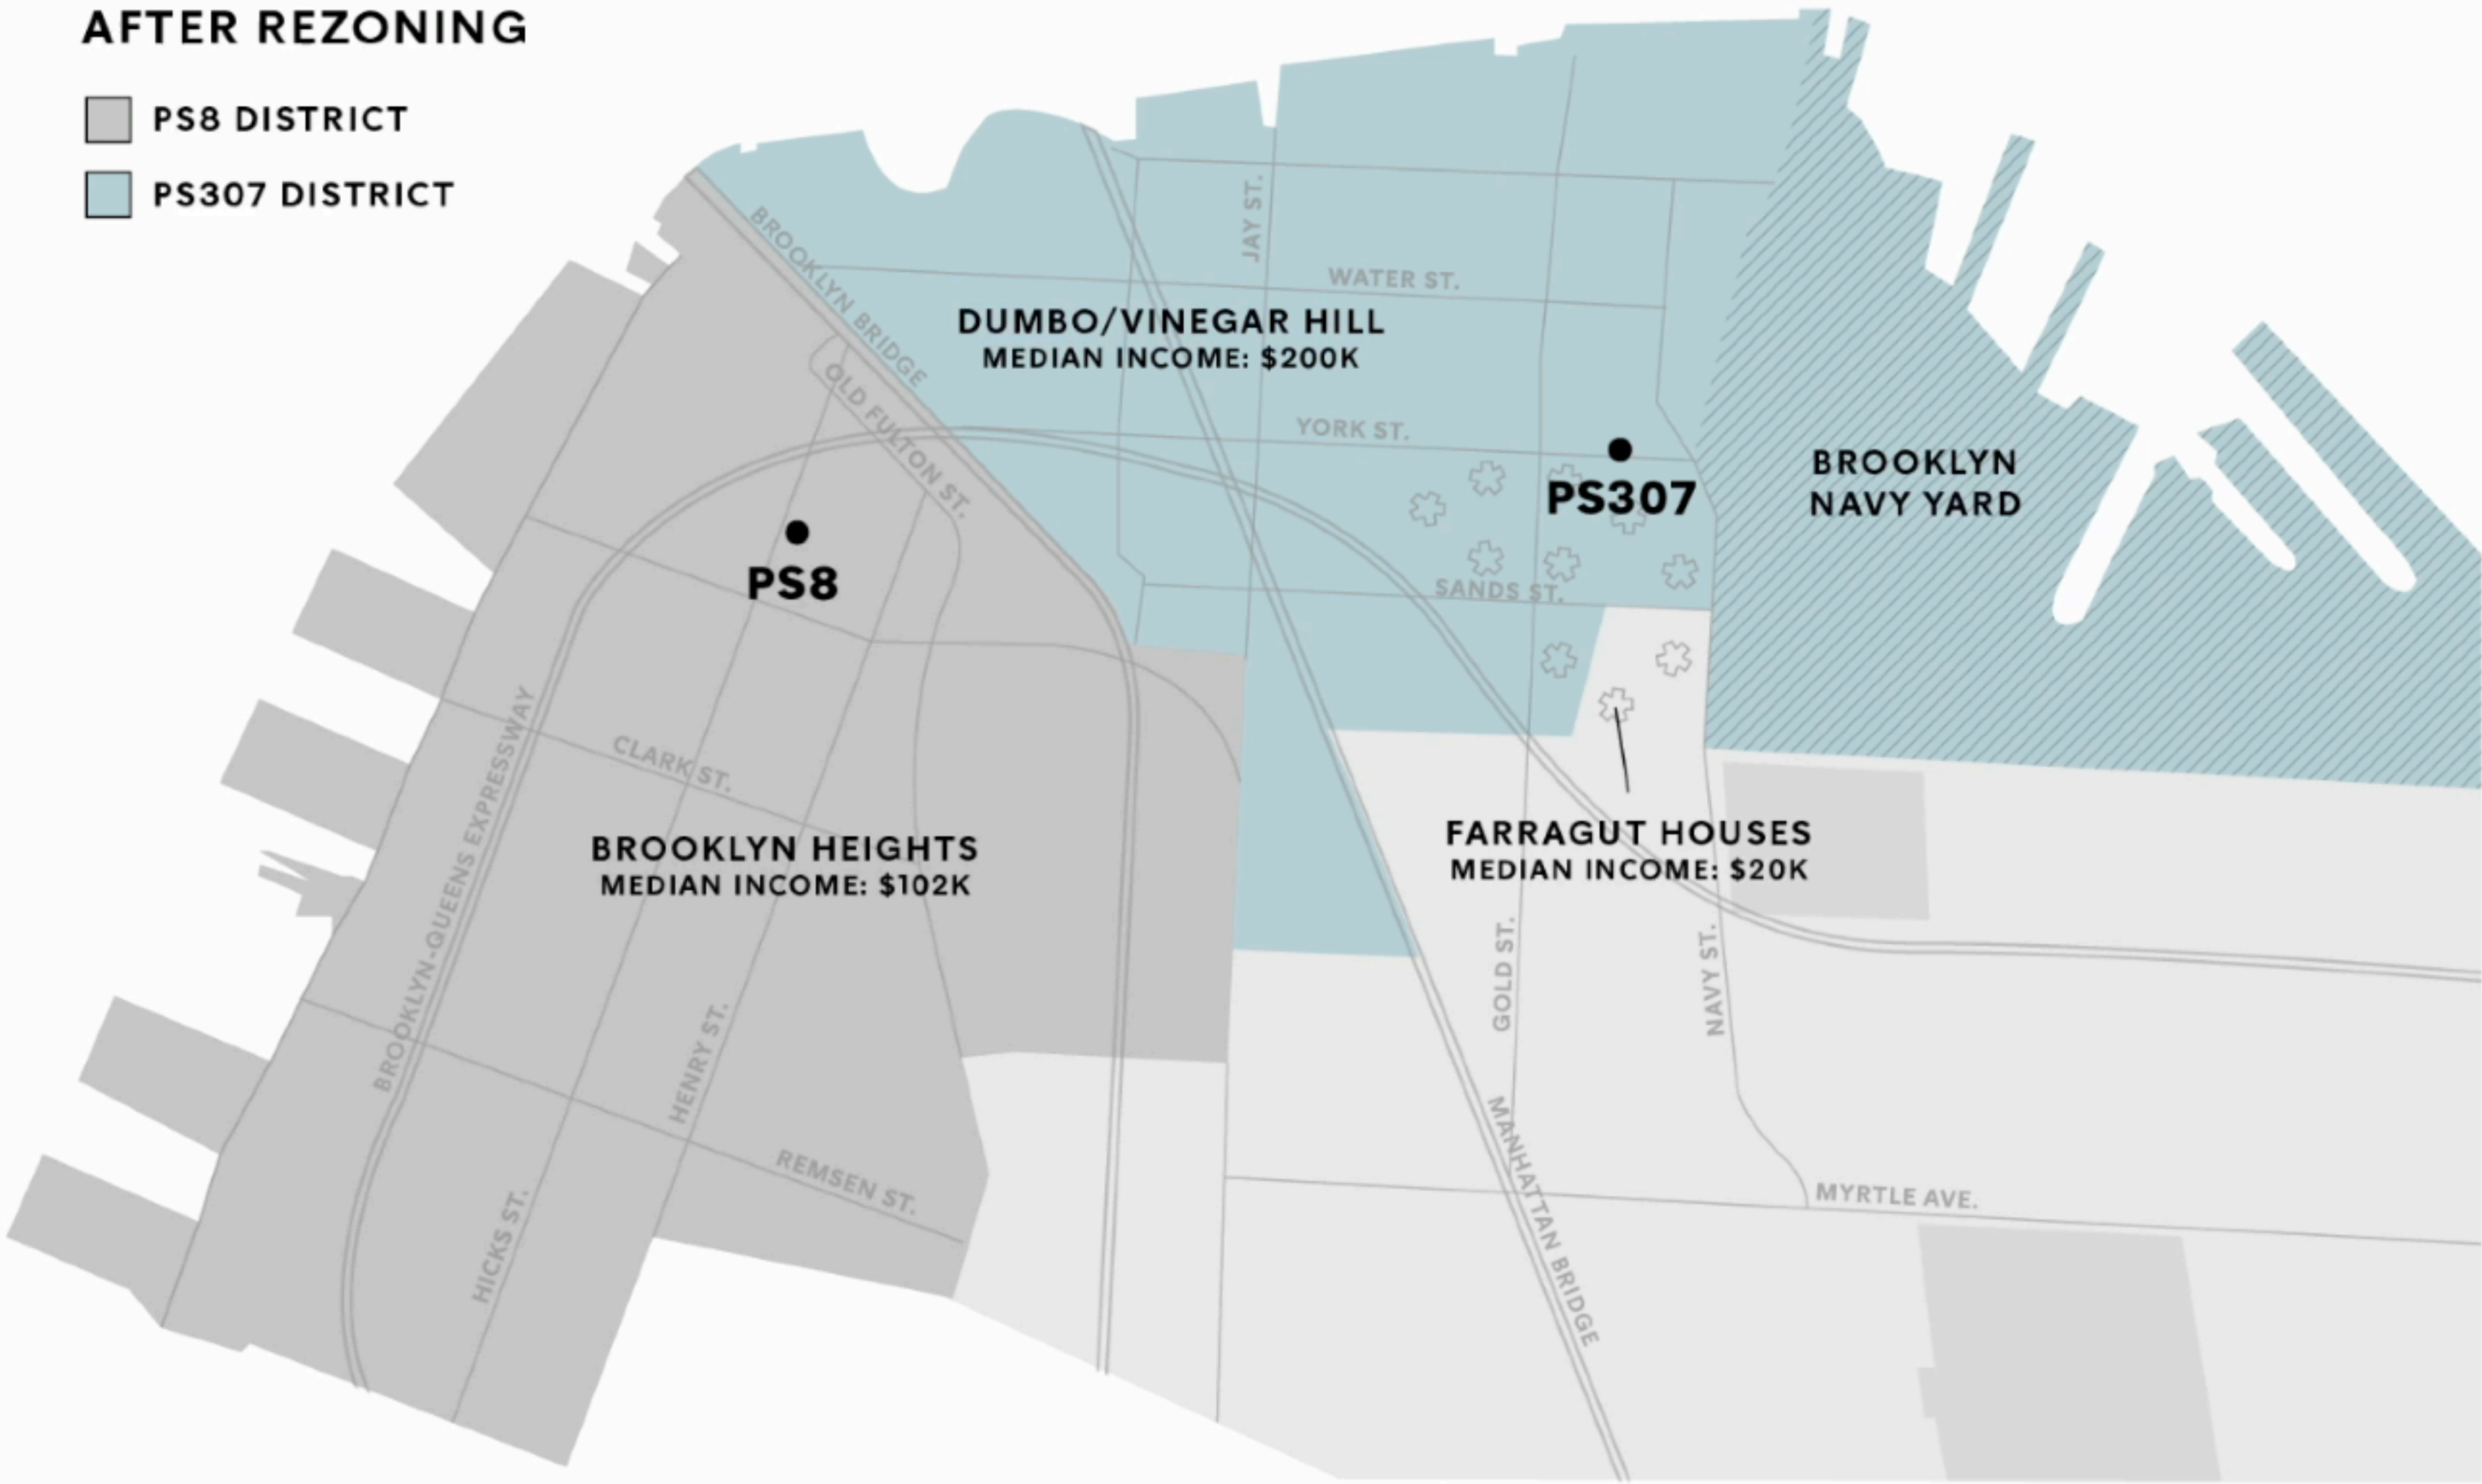 AFTER REZONING
PS8 DISTRICT
PS307 DISTRICT
BROOKLYN BRIDGE
JAY ST.
WATER ST.
DUMBO/VINEGAR HILL
MEDIAN INCOME: $200K
OLD FULTON ST.
YORK ST.
PS307
BROOKLYN
NAVY YARD
PS8
SANDS ST.
BROOKLYN-QUEENS EXPRESSWAY
CLARK ST.
BROOKLYN HEIGHTS
MEDIAN INCOME: $102K
FARRAGUT HOUSES
MEDIAN INCOME: $20K
GOLD ST.
NAVY ST.
HENRY ST.
REMSEN ST.
HICKS ST.
MANHATTAN BRIDGE
MYRTLE AVE.